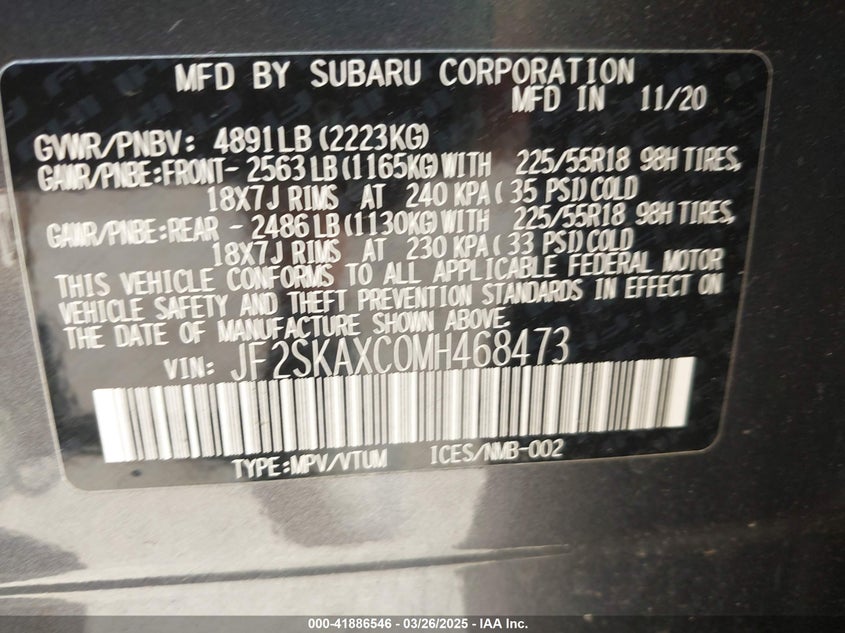 MFD BY SUBARU CORPORATION
MFD IN 11/20
GVWR/PNBV: 4891LB(2223KG)
GAWR/PNBE:FRONT- 2563LB(1165KG)WITH 225/55R18 98H TIRES,
18X7J RIMS AT 240 KPA( 35 PSI)COLD
GAWR/PNBE:REAR - 2486LB(1130KG)WITH 225/55R18 98H TIRES,
18X7J RIMS AT 230 KPA( 33 PSI)COLD
THIS VEHICLE CONFORMS TO ALL APPLICABLE FEDERAL MOTOR
VEHICLE SAFETY AND THEFT PREVENTION STANDARDS IN EFFECT ON
THE DATE OF MANUFACTURE SHOWN ABOVE.
VIN: JF2SKAXC0MH468473
TYPE:MPV/VTUM ICES/NMB-002
000-41886546 - 03/26/2025 - IAA Inc.